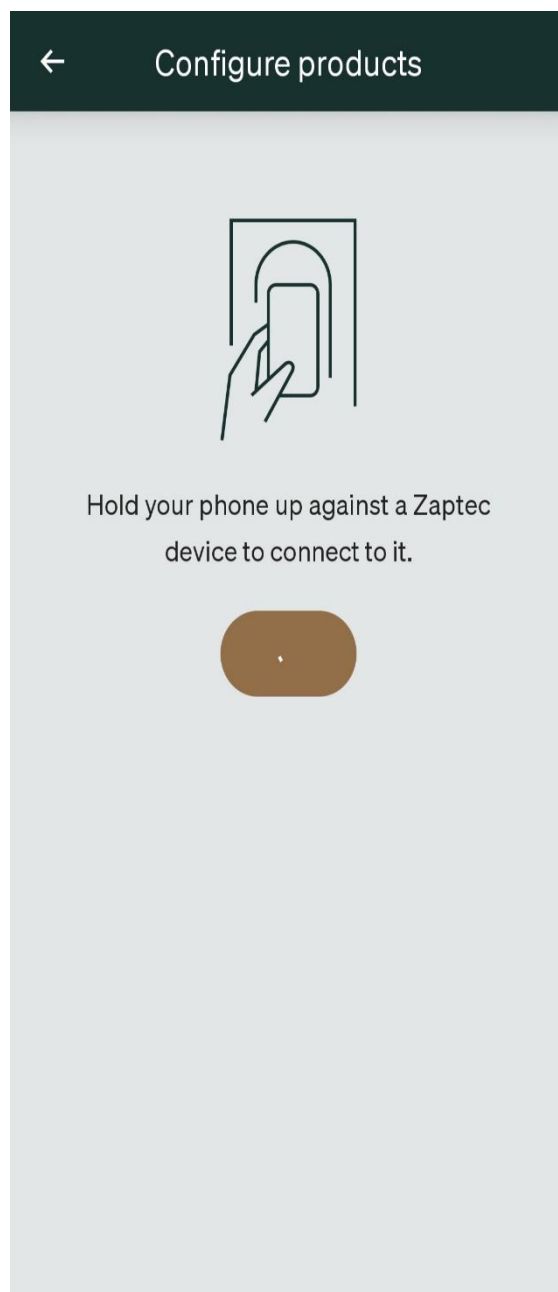 Configure products
Hold your phone up against a Zaptec
device to connect to it.